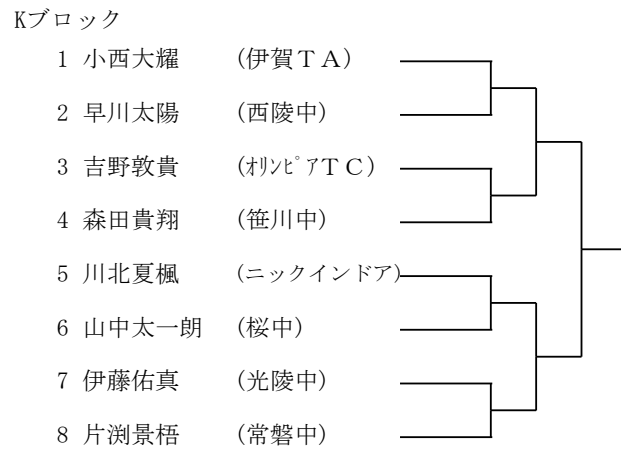 Kブロック
1 小西大耀 (伊賀TA)
2 早川太陽 (西陵中)
3 吉野敦貴 (ｵﾘﾝﾋﾟｱTC)
4 森田貴翔 (笹川中)
5 川北夏楓 (ニックインドア)
6 山中太一朗 (桜中)
7 伊藤佑真 (光陵中)
8 片渕景梧 (常磐中)